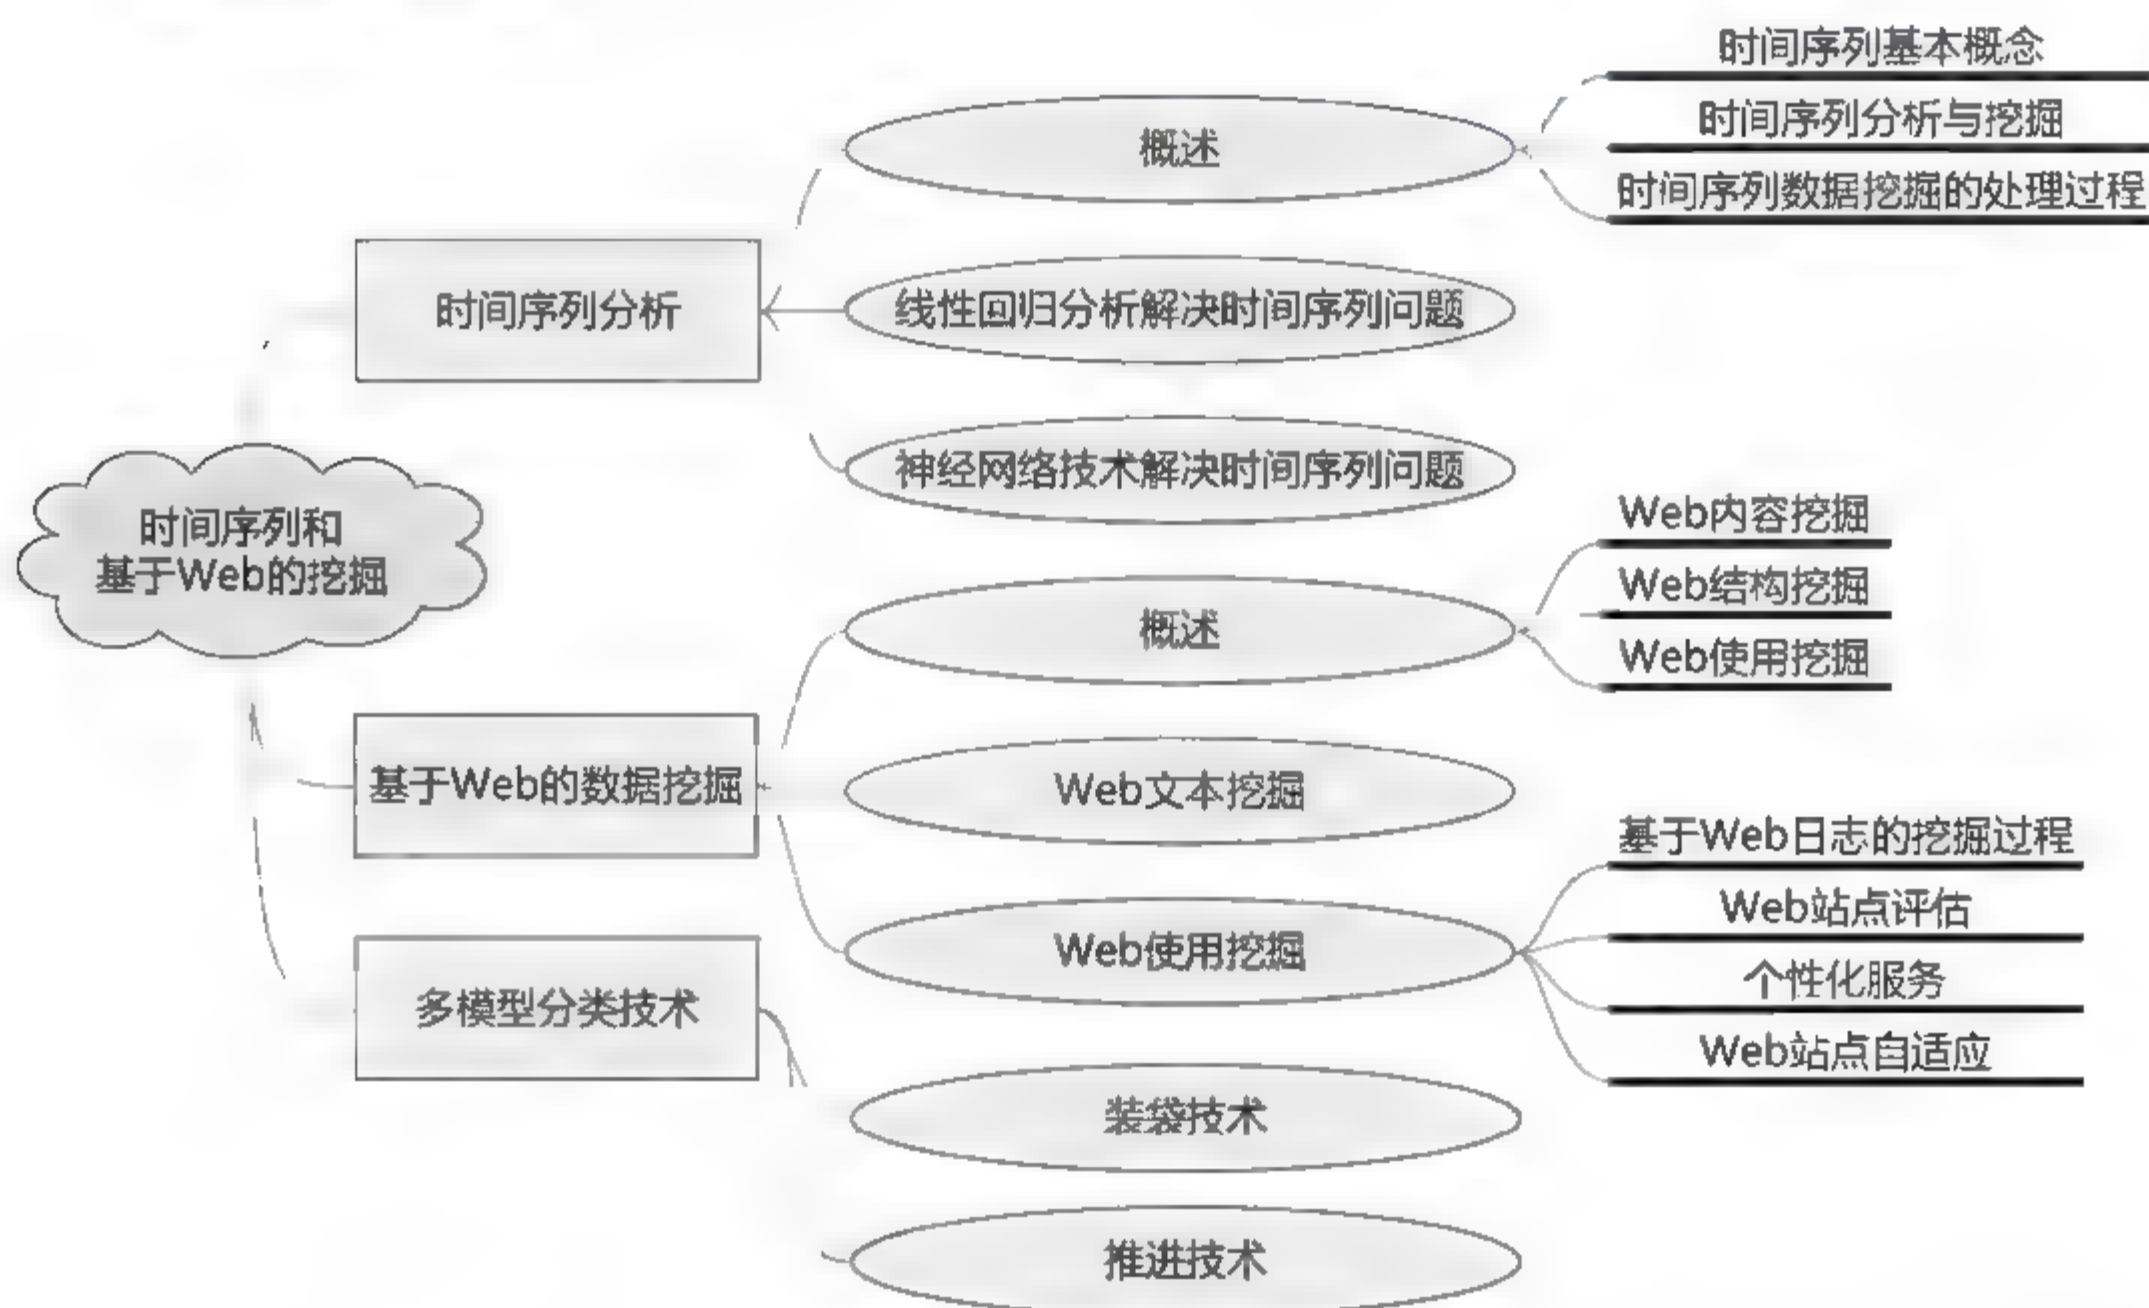 时间序列和
基于Web的挖掘
时间序列分析
概述
时间序列基本概念
时间序列分析与挖掘
时间序列数据挖掘的处理过程
线性回归分析解决时间序列问题
神经网络技术解决时间序列问题
基于Web的数据挖掘
概述
Web内容挖掘
Web结构挖掘
Web使用挖掘
Web文本挖掘
Web使用挖掘
基于Web日志的挖掘过程
Web站点评估
个性化服务
Web站点自适应
多模型分类技术
装袋技术
推进技术